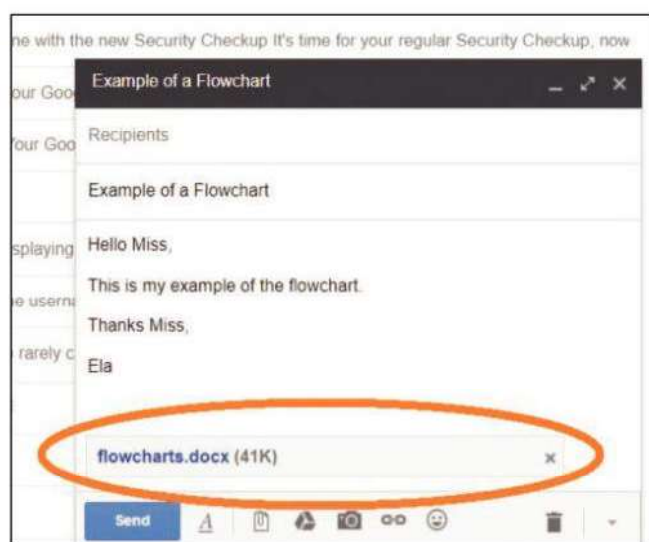 ne with the new Security Checkup It's time for your regular Security Checkup, now
Example of a Flowchart
our Goo
Your Goo
Recipients
Example of a Flowchart
splaying
Hello Miss,
This is my example of the flowchart.
e userna
Thanks Miss,
rarely c
Ela
flowcharts.docx (41K)
Send